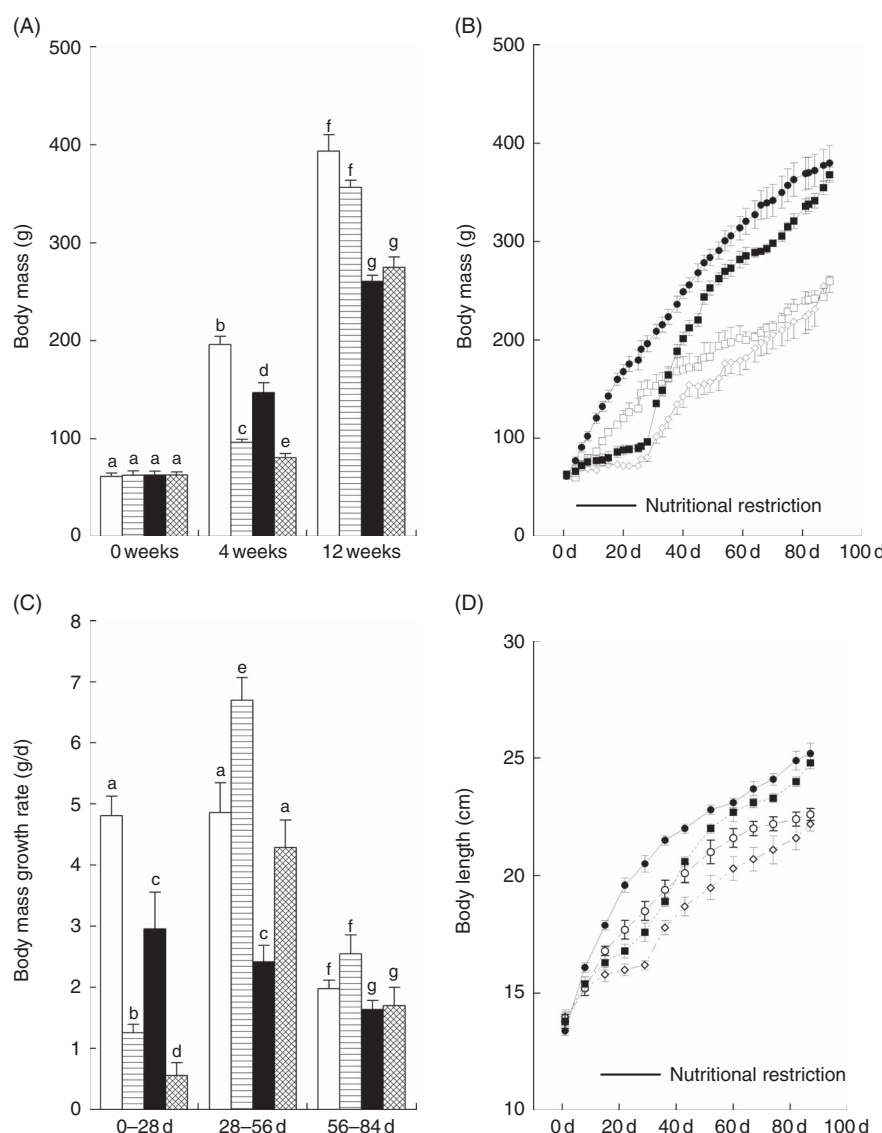 (A)
500
400
300
200
100
0
Body mass (g)
a a a a
b
c
d
e
f
f
g
g
0 weeks 4 weeks 12 weeks
(B)
500
400
300
200
100
0
Body mass (g)
Nutritional restriction
0 d 20 d 40 d 60 d 80 d 100 d
(C)
8
7
6
5
4
3
2
1
0
Body mass growth rate (g/d)
a
b
c
d
a
e
c
a
f
f
g
g
0–28 d 28–56 d 56–84 d
(D)
30
25
20
15
10
Body length (cm)
Nutritional restriction
0 d 20 d 40 d 60 d 80 d 100 d